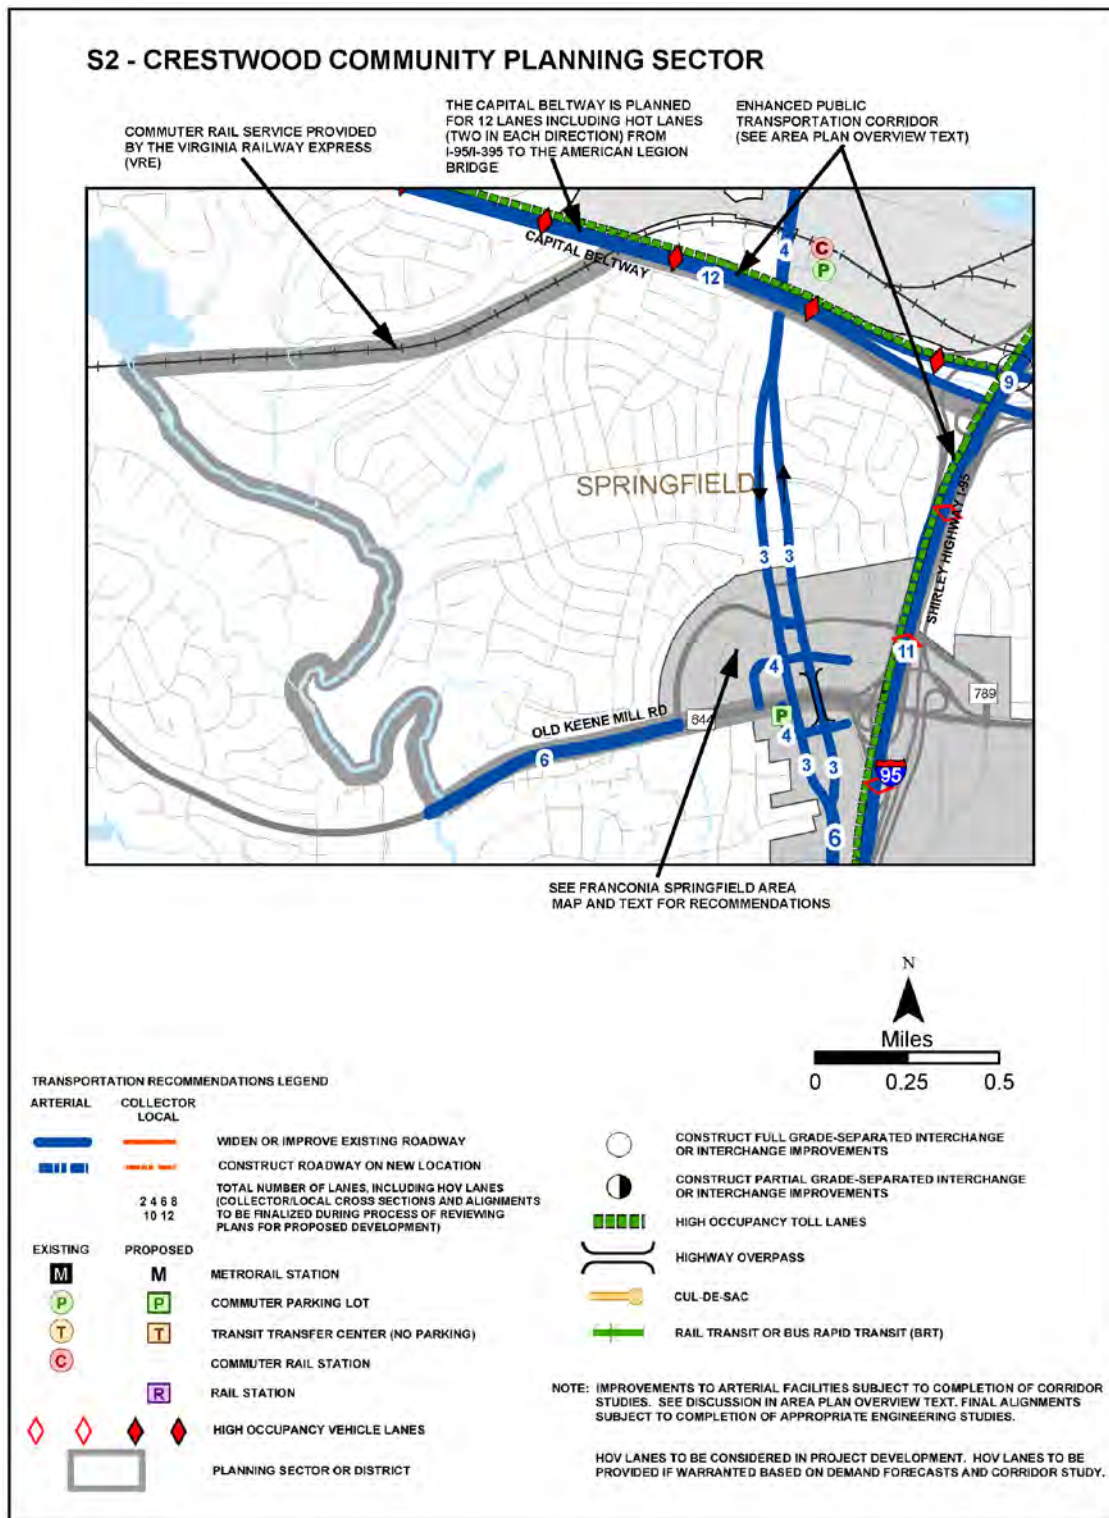 S2 - CRESTWOOD COMMUNITY PLANNING SECTOR
COMMUTER RAIL SERVICE PROVIDED
BY THE VIRGINIA RAILWAY EXPRESS
(VRE)
THE CAPITAL BELTWAY IS PLANNED
FOR 12 LANES INCLUDING HOT LANES
(TWO IN EACH DIRECTION) FROM
I-95/I-395 TO THE AMERICAN LEGION
BRIDGE
ENHANCED PUBLIC
TRANSPORTATION CORRIDOR
(SEE AREA PLAN OVERVIEW TEXT)
CAPITAL BELTWAY
12
4
C
P
9
SPRINGFIELD
SHIRLEY HIGHWAY I-95
3
3
11
4
789
OLD KEENE MILL RD
644
P
4
6
3
3
95
6
SEE FRANCONIA SPRINGFIELD AREA
MAP AND TEXT FOR RECOMMENDATIONS
N
Miles
0 0.25 0.5
TRANSPORTATION RECOMMENDATIONS LEGEND
ARTERIAL
COLLECTOR
LOCAL
WIDEN OR IMPROVE EXISTING ROADWAY
CONSTRUCT ROADWAY ON NEW LOCATION
2 4 6 8
10 12
TOTAL NUMBER OF LANES, INCLUDING HOV LANES
(COLLECTOR/LOCAL CROSS SECTIONS AND ALIGNMENTS
TO BE FINALIZED DURING PROCESS OF REVIEWING
PLANS FOR PROPOSED DEVELOPMENT)
EXISTING PROPOSED
M M METRORAIL STATION
P P COMMUTER PARKING LOT
T T TRANSIT TRANSFER CENTER (NO PARKING)
C COMMUTER RAIL STATION
R RAIL STATION
HIGH OCCUPANCY VEHICLE LANES
PLANNING SECTOR OR DISTRICT
CONSTRUCT FULL GRADE-SEPARATED INTERCHANGE
OR INTERCHANGE IMPROVEMENTS
CONSTRUCT PARTIAL GRADE-SEPARATED INTERCHANGE
OR INTERCHANGE IMPROVEMENTS
HIGH OCCUPANCY TOLL LANES
HIGHWAY OVERPASS
CUL-DE-SAC
RAIL TRANSIT OR BUS RAPID TRANSIT (BRT)
NOTE: IMPROVEMENTS TO ARTERIAL FACILITIES SUBJECT TO COMPLETION OF CORRIDOR
STUDIES. SEE DISCUSSION IN AREA PLAN OVERVIEW TEXT. FINAL ALIGNMENTS
SUBJECT TO COMPLETION OF APPROPRIATE ENGINEERING STUDIES.
HOV LANES TO BE CONSIDERED IN PROJECT DEVELOPMENT. HOV LANES TO BE
PROVIDED IF WARRANTED BASED ON DEMAND FORECASTS AND CORRIDOR STUDY.